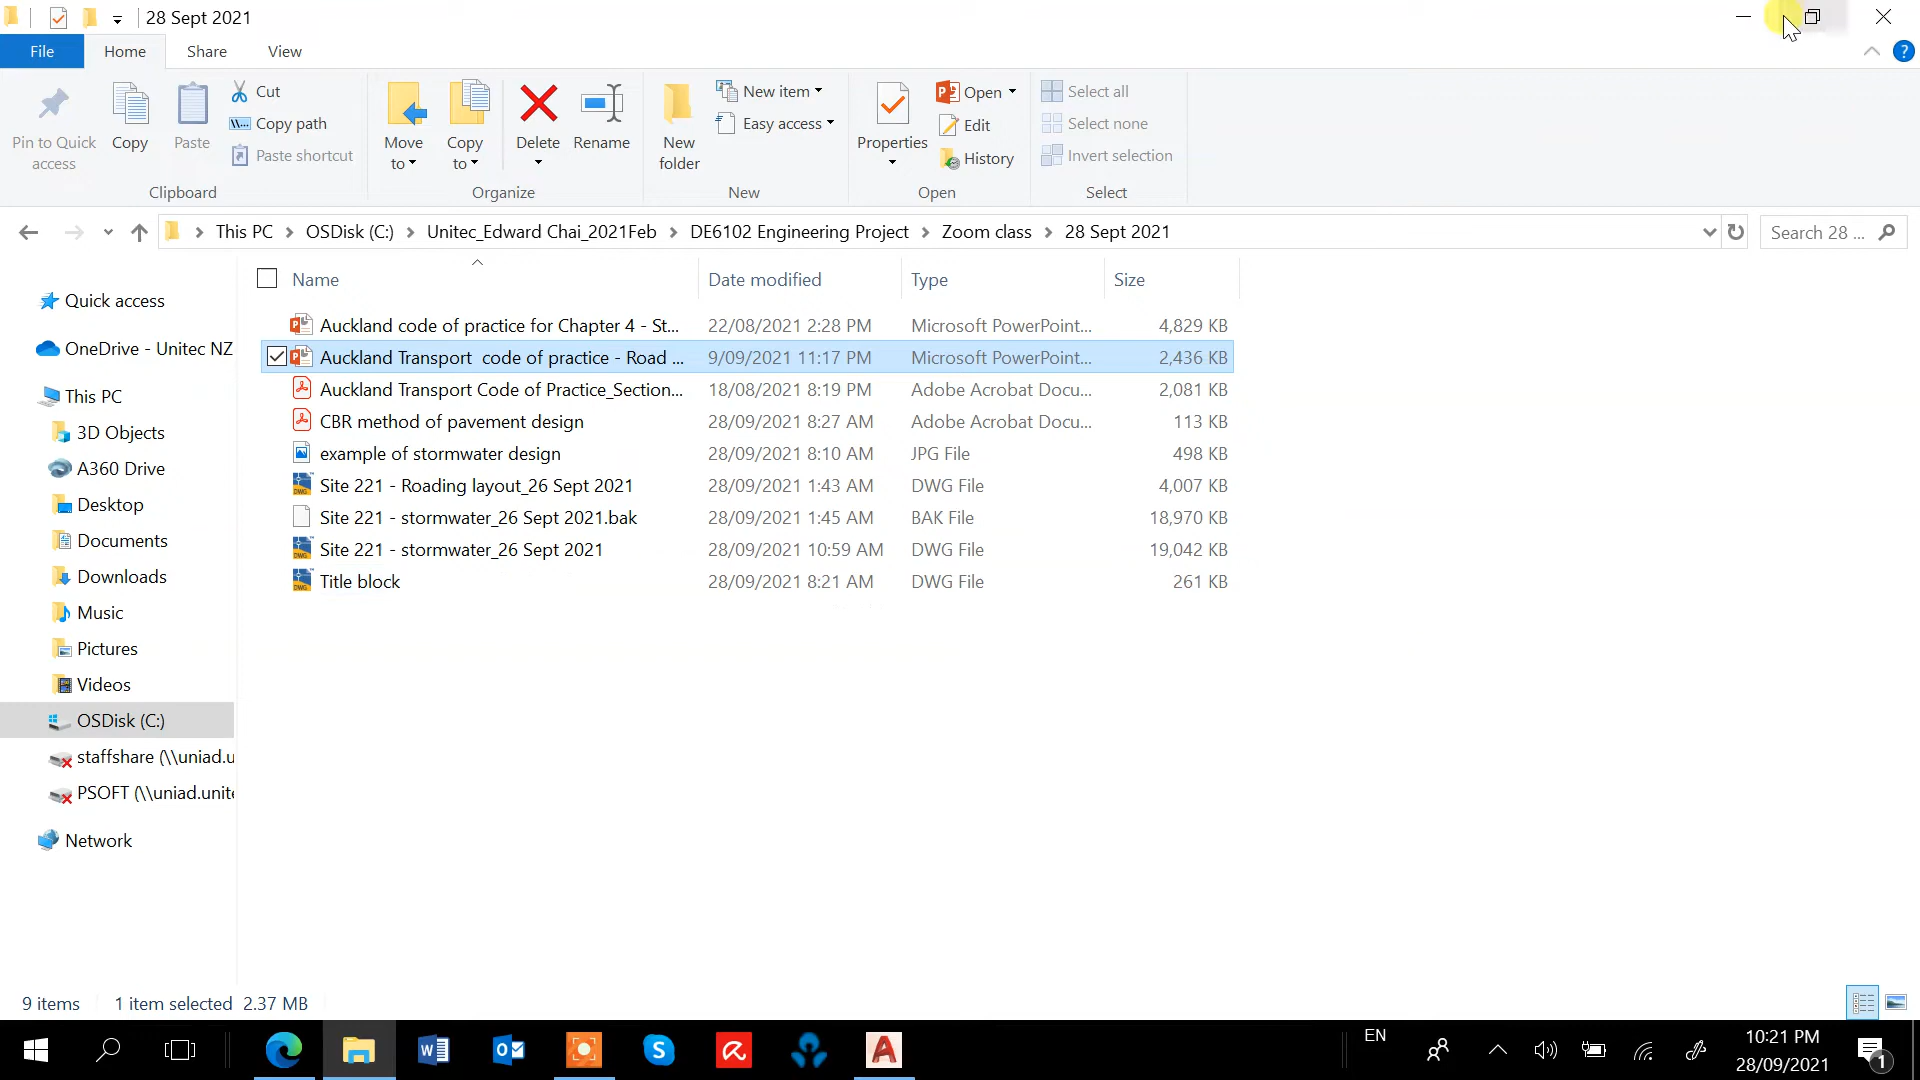 28 Sept 2021
File Home Share View
Pin to Quick access
Copy
Paste
Cut
Copy path
Paste shortcut
Clipboard
Move to
Copy to
Delete
Rename
Organize
New folder
New item
Easy access
New
Properties
Open
Edit
History
Open
Select all
Select none
Invert selection
Select
This PC > OSDisk (C:) > Unitec_Edward Chai_2021Feb > DE6102 Engineering Project > Zoom class > 28 Sept 2021
Search 28 ...
Quick access
OneDrive - Unitec NZ
This PC
3D Objects
A360 Drive
Desktop
Documents
Downloads
Music
Pictures
Videos
OSDisk (C:)
staffshare (\\uniad.u
PSOFT (\\uniad.unite
Network
Name Date modified Type Size
Auckland code of practice for Chapter 4 - St... 22/08/2021 2:28 PM Microsoft PowerPoint... 4,829 KB
Auckland Transport code of practice - Road ... 9/09/2021 11:17 PM Microsoft PowerPoint... 2,436 KB
Auckland Transport Code of Practice_Section... 18/08/2021 8:19 PM Adobe Acrobat Docu... 2,081 KB
CBR method of pavement design 28/09/2021 8:27 AM Adobe Acrobat Docu... 113 KB
example of stormwater design 28/09/2021 8:10 AM JPG File 498 KB
Site 221 - Roading layout_26 Sept 2021 28/09/2021 1:43 AM DWG File 4,007 KB
Site 221 - stormwater_26 Sept 2021.bak 28/09/2021 1:45 AM BAK File 18,970 KB
Site 221 - stormwater_26 Sept 2021 28/09/2021 10:59 AM DWG File 19,042 KB
Title block 28/09/2021 8:21 AM DWG File 261 KB
9 items 1 item selected 2.37 MB
EN
10:21 PM
28/09/2021
1